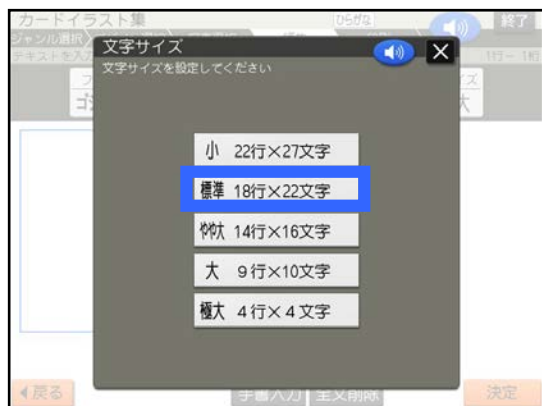 カードイラスト集
ひらがな
終了
ジャンル選択
テキストを入力
1行－ 1桁
文字サイズ
文字サイズを設定してください
小 22行×27文字
標準 18行×22文字
やや大 14行×16文字
大 9行×10文字
極大 4行×4文字
戻る
手書入力
全文削除
決定